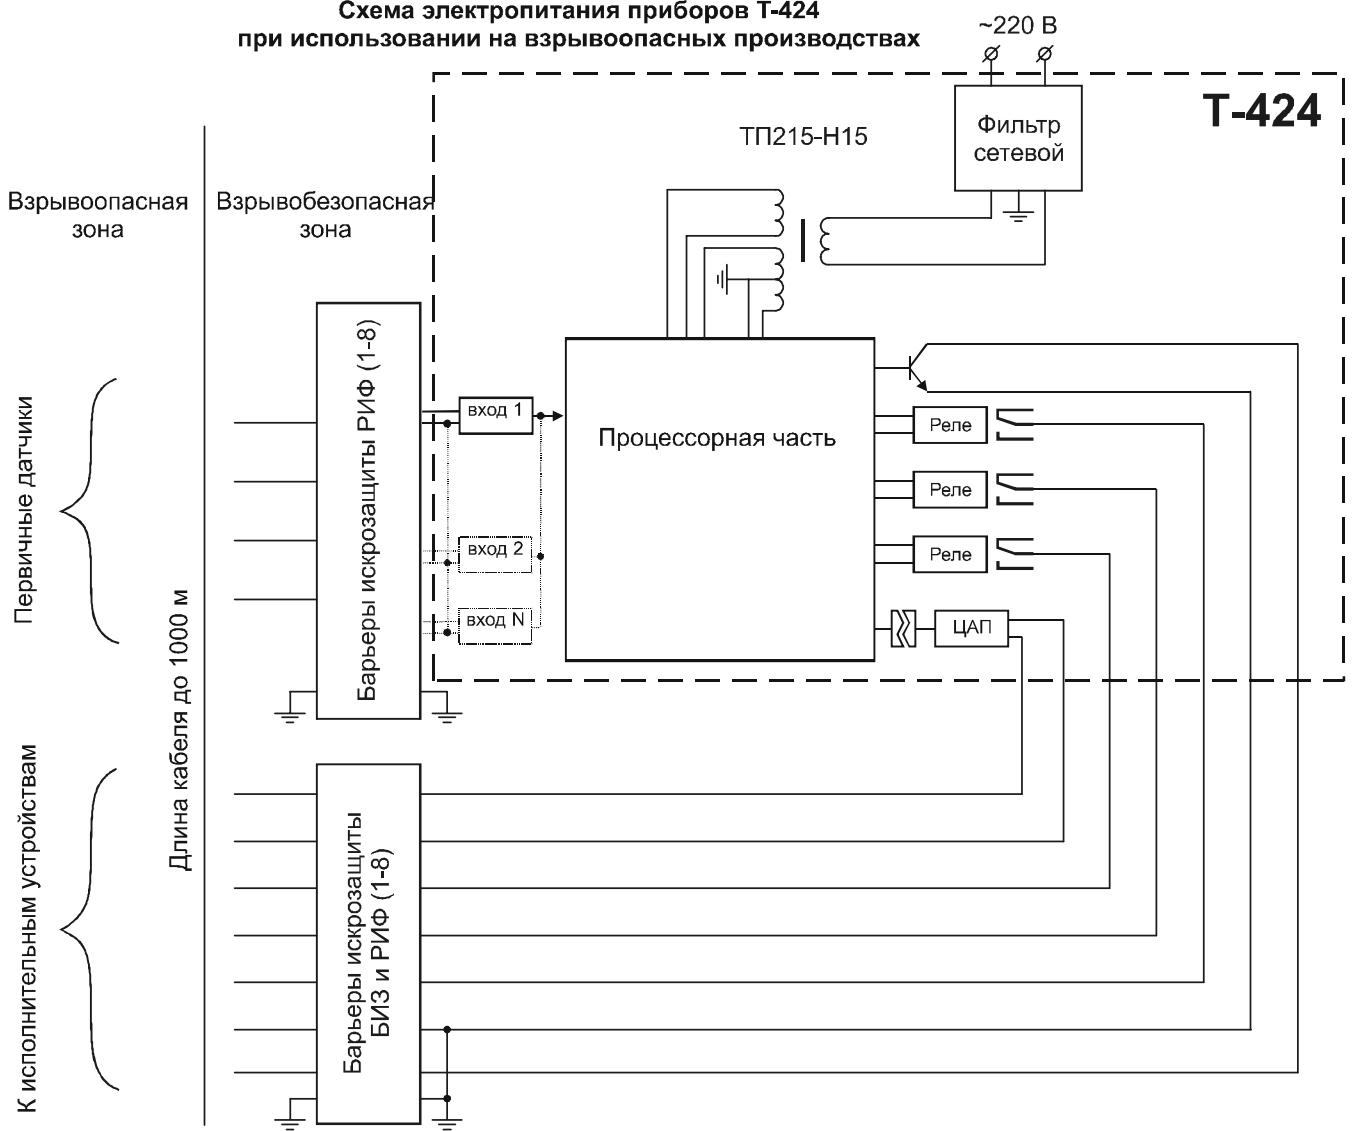 Схема электропитания приборов Т-424
при использовании на взрывоопасных производствах
~220 В
Т-424
Фильтр
сетевой
ТП215-Н15
Взрывоопасная
зона
Взрывобезопасная
зона
Барьеры искрозащиты РИФ (1-8)
вход 1
вход 2
вход N
Процессорная часть
Реле
Реле
Реле
ЦАП
Первичные датчики
Длина кабеля до 1000 м
К исполнительным устройствам
Барьеры искрозащиты
БИЗ и РИФ (1-8)